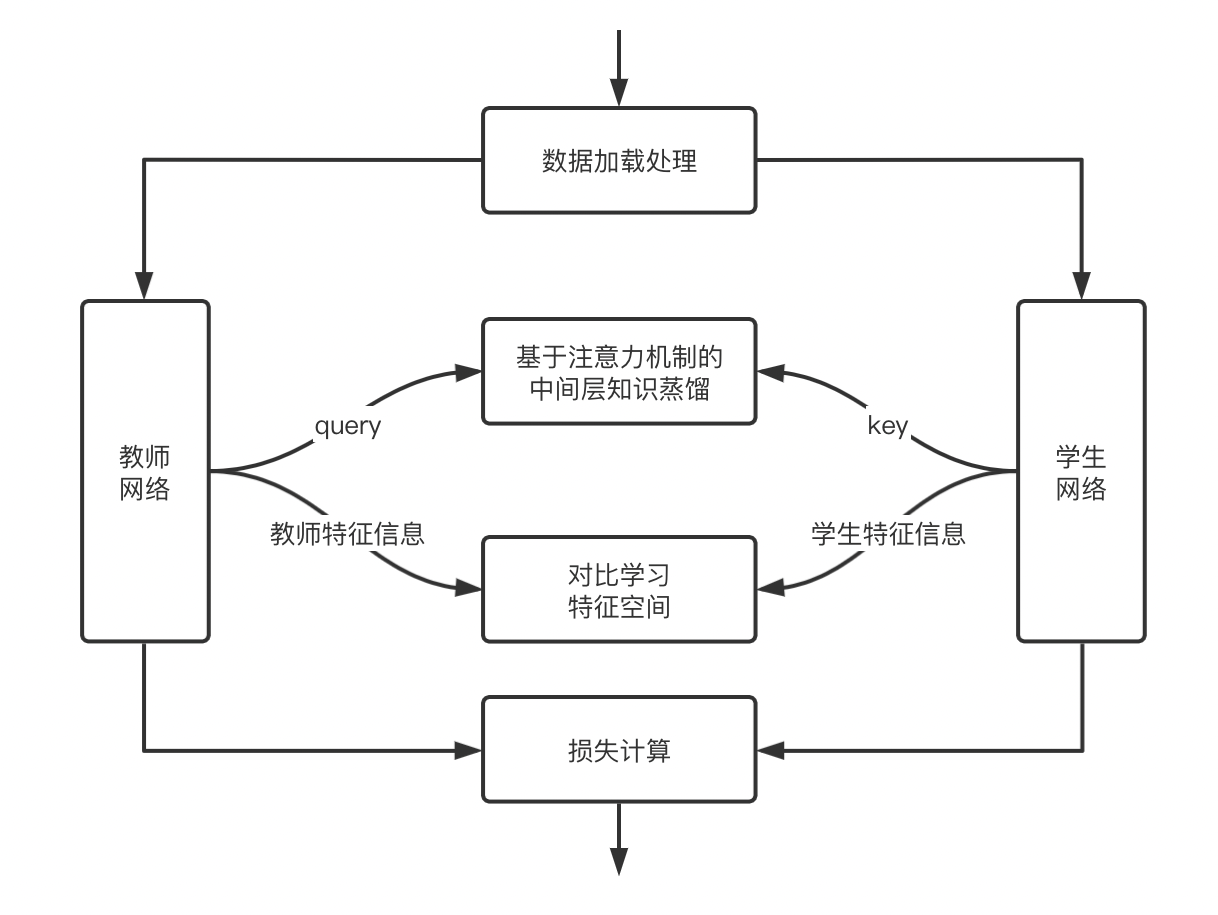 数据加载处理
基于注意力机制的
中间层知识蒸馏
query
key
教师
网络
学生
网络
教师特征信息
学生特征信息
对比学习
特征空间
损失计算